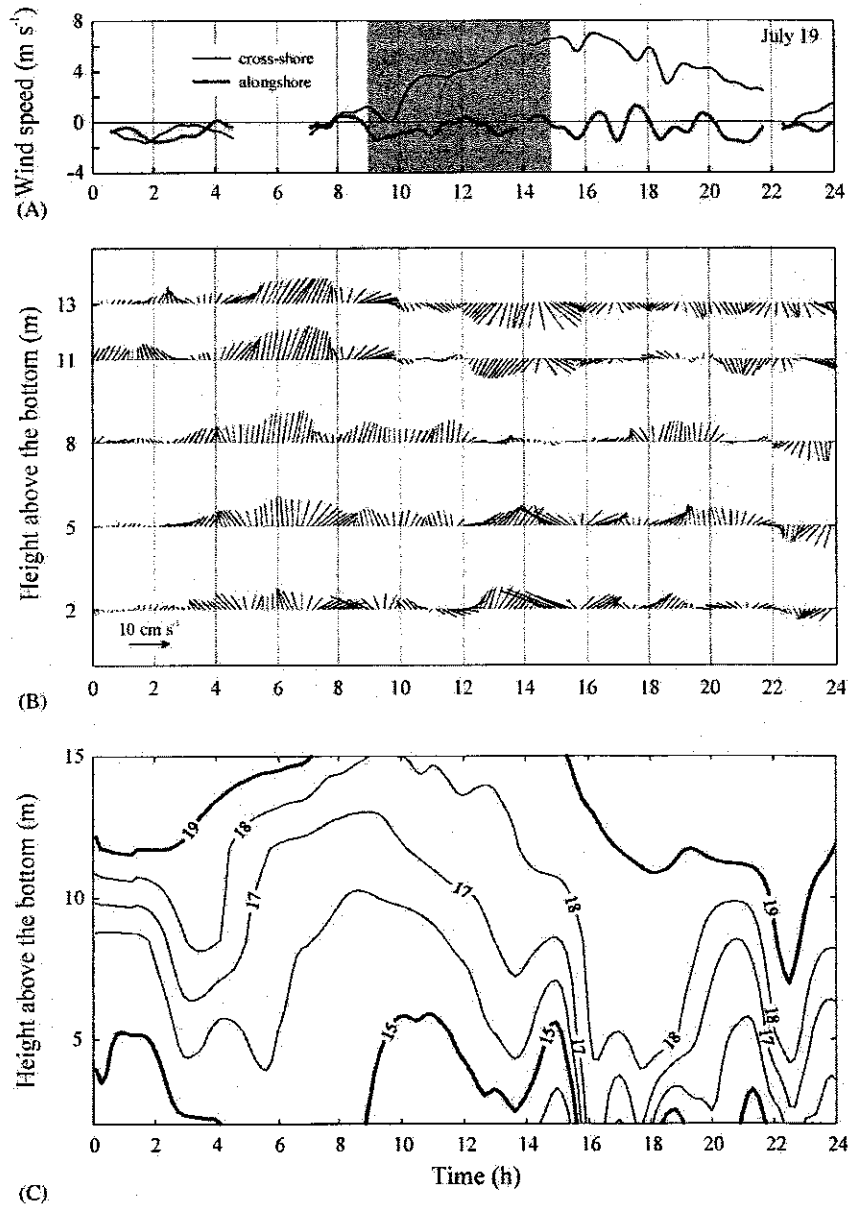 (A)
Wind speed (m s⁻¹)
8
4
0
-4
cross-shore
alongshore
July 19
0 2 4 6 8 10 12 14 16 18 20 22 24
(B)
Height above the bottom (m)
13
11
8
5
2
10 cm s⁻¹
0 2 4 6 8 10 12 14 16 18 20 22 24
(C)
Height above the bottom (m)
15
10
5
19
18
17
15
17
18
15
17
18
19
18
17
0 2 4 6 8 10 12 14 16 18 20 22 24
Time (h)